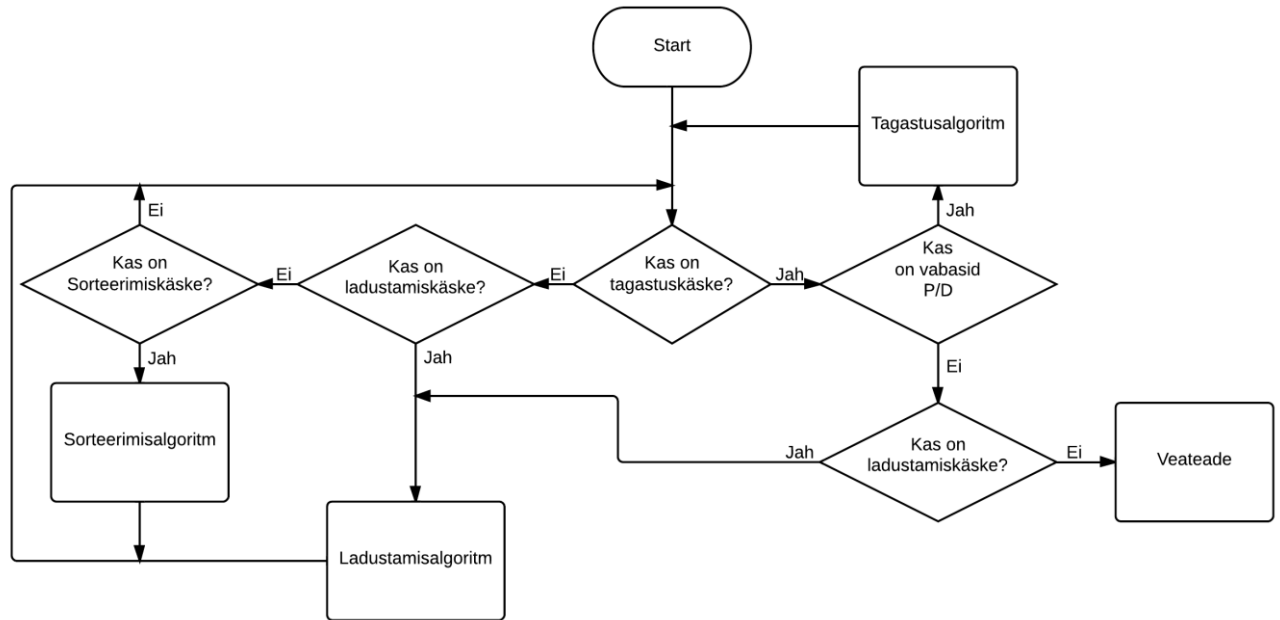 Start
Tagastusalgoritm
Jah
Ei
Kas on
Sorteerimiskäske?
Ei
Kas on
ladustamiskäske?
Ei
Kas on
tagastuskäske?
Jah
Kas
on vabasid
P/D
Jah
Jah
Ei
Sorteerimisalgoritm
Jah
Kas on
ladustamiskäske?
Ei
Veateade
Ladustamisalgoritm